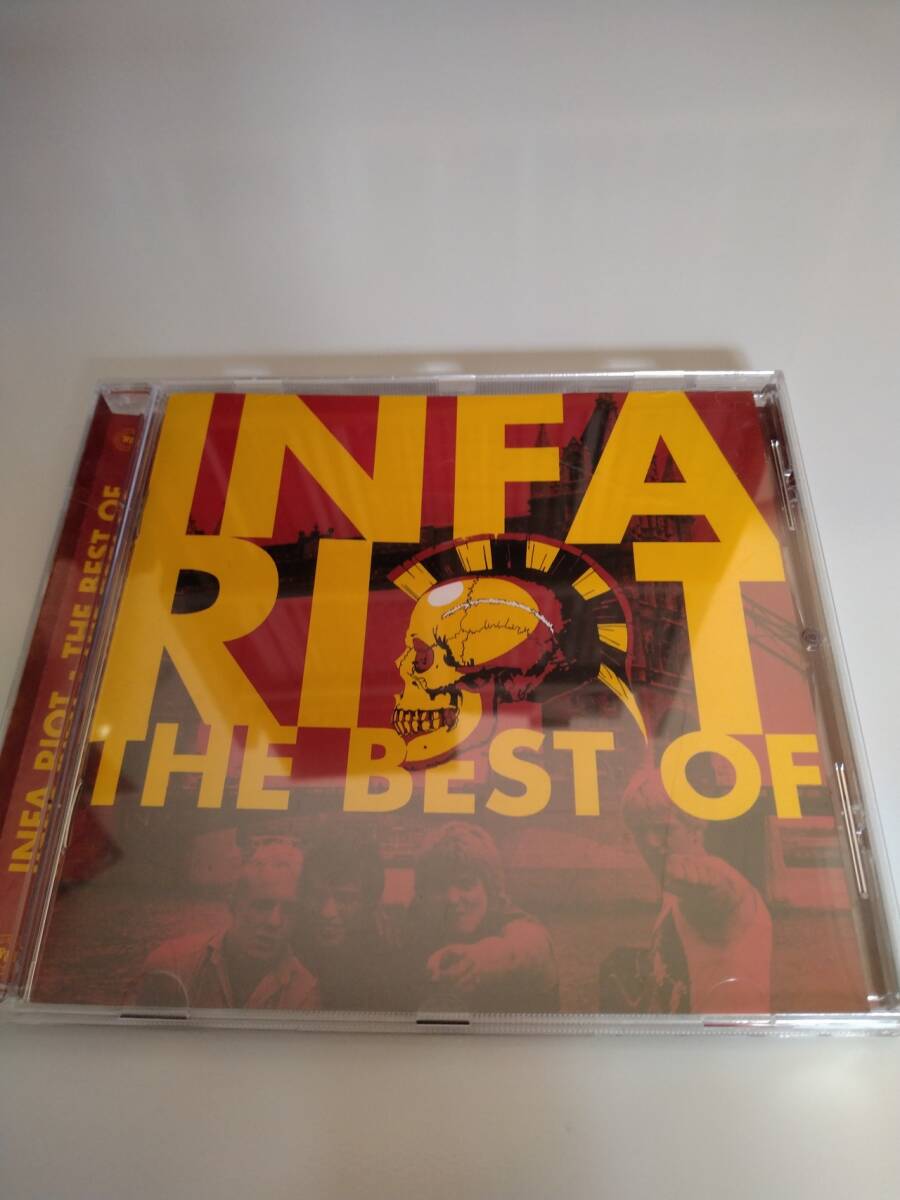 INFA
RIOT
THE BEST OF
INFA RIOT - THE BEST OF